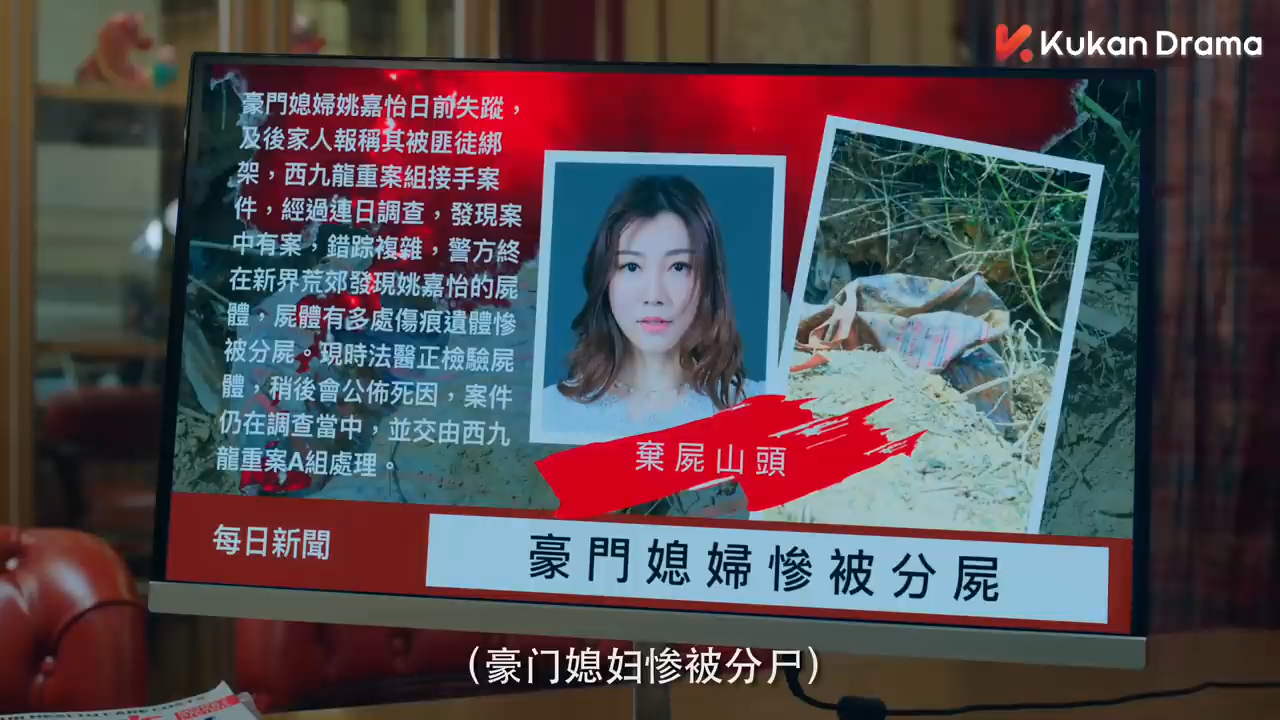 Kukan Drama
豪門媳婦姚嘉怡日前失蹤，
及後家人報稱其被匪徒綁
架，西九龍重案組接手案
件，經過連日調查，發現案
中有案，錯踪複雜，警方終
在新界荒郊發現姚嘉怡的屍
體，屍體有多處傷痕遺體慘
被分屍。現時法醫正檢驗屍
體，稍後會公佈死因，案件
仍在調查當中，並交由西九
龍重案A組處理。
棄屍山頭
每日新聞
豪門媳婦慘被分屍
（豪门媳妇惨被分尸）